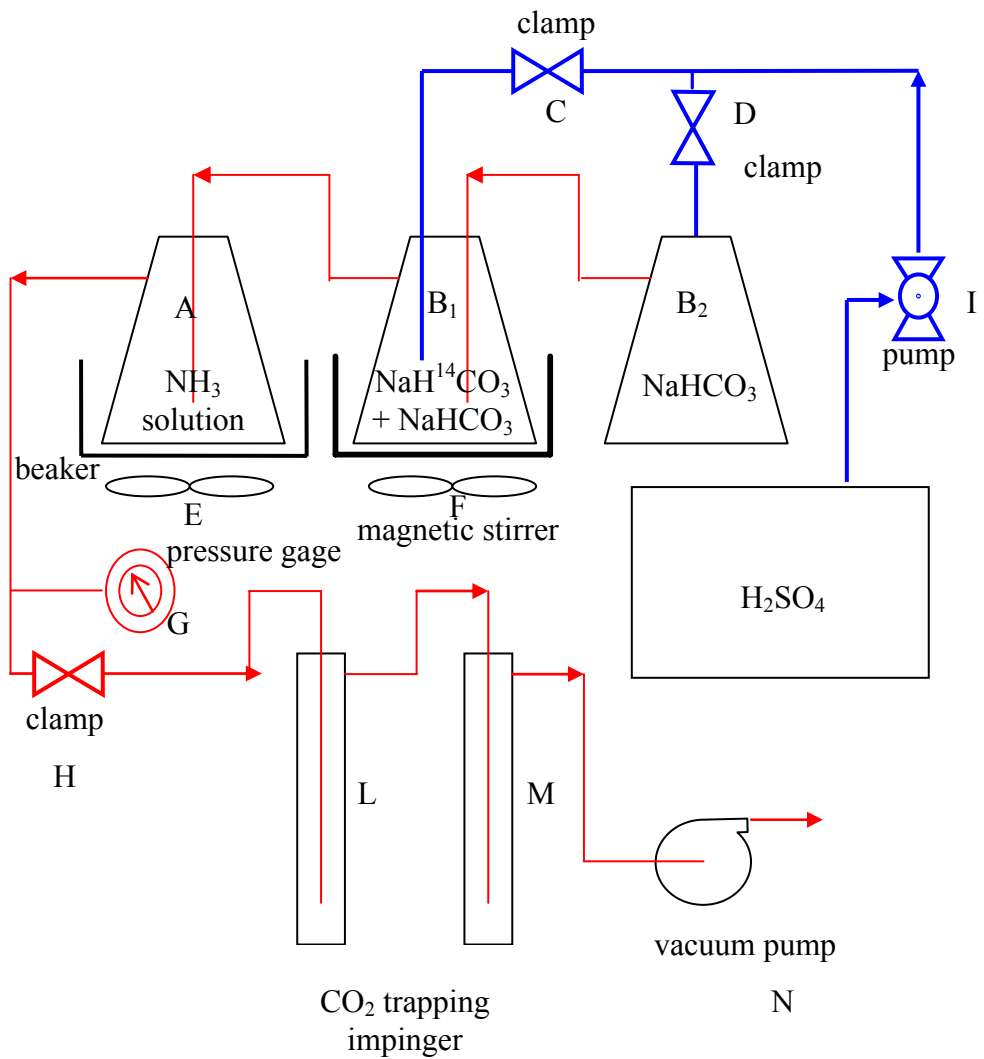 clamp
C
D
clamp
A
B₁
B₂
I
pump
NH₃
solution
NaH¹⁴CO₃
+ NaHCO₃
NaHCO₃
beaker
E
F
magnetic stirrer
pressure gage
G
H₂SO₄
clamp
H
L
M
vacuum pump
N
CO₂ trapping
impinger